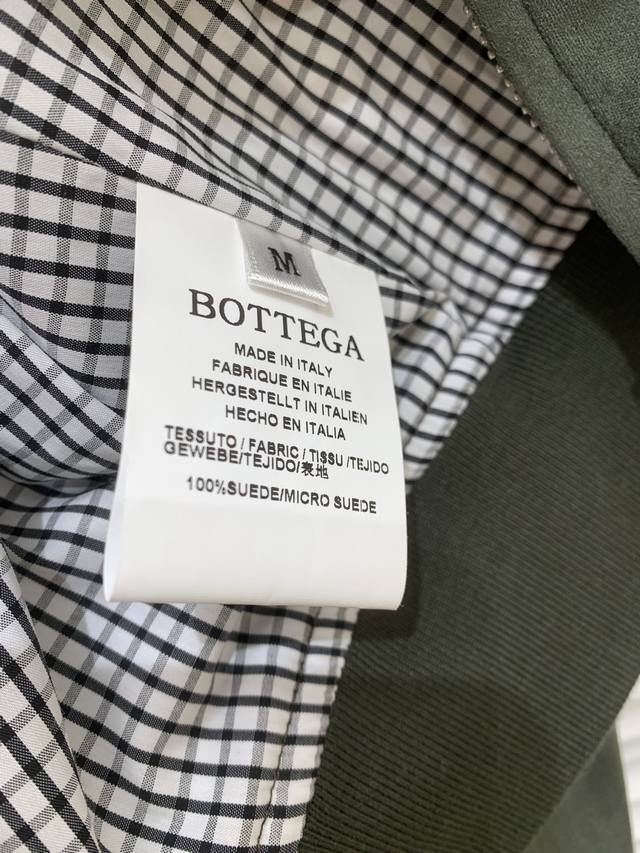 M
BOTTEGA
MADE IN ITALY
FABRIQUE EN ITALIE
HERGESTELLT IN ITALIEN
HECHO EN ITALIA
TESSUTO / FABRIC / TISSU /TEJIDO
GEWEBE/TEJIDO/表地
100%SUEDE/MICRO SUEDE